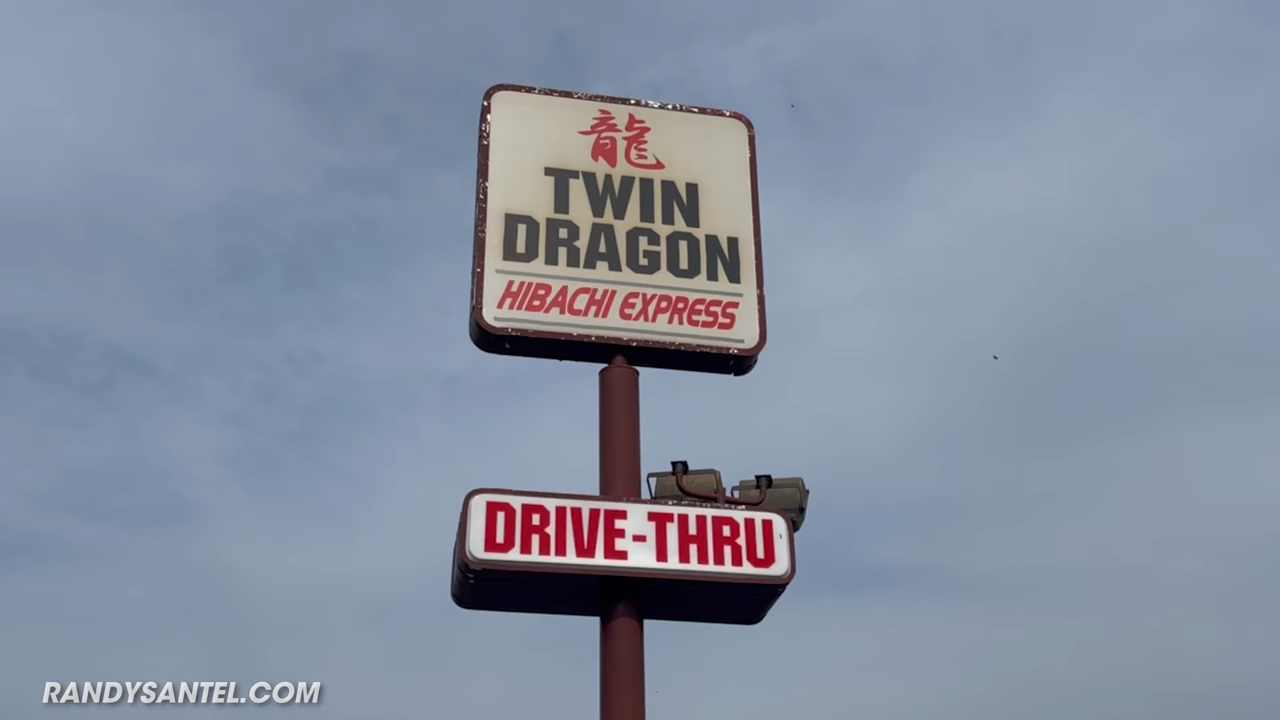 龍
TWIN
DRAGON
HIBACHI EXPRESS
DRIVE-THRU
RANDYSANTEL.COM